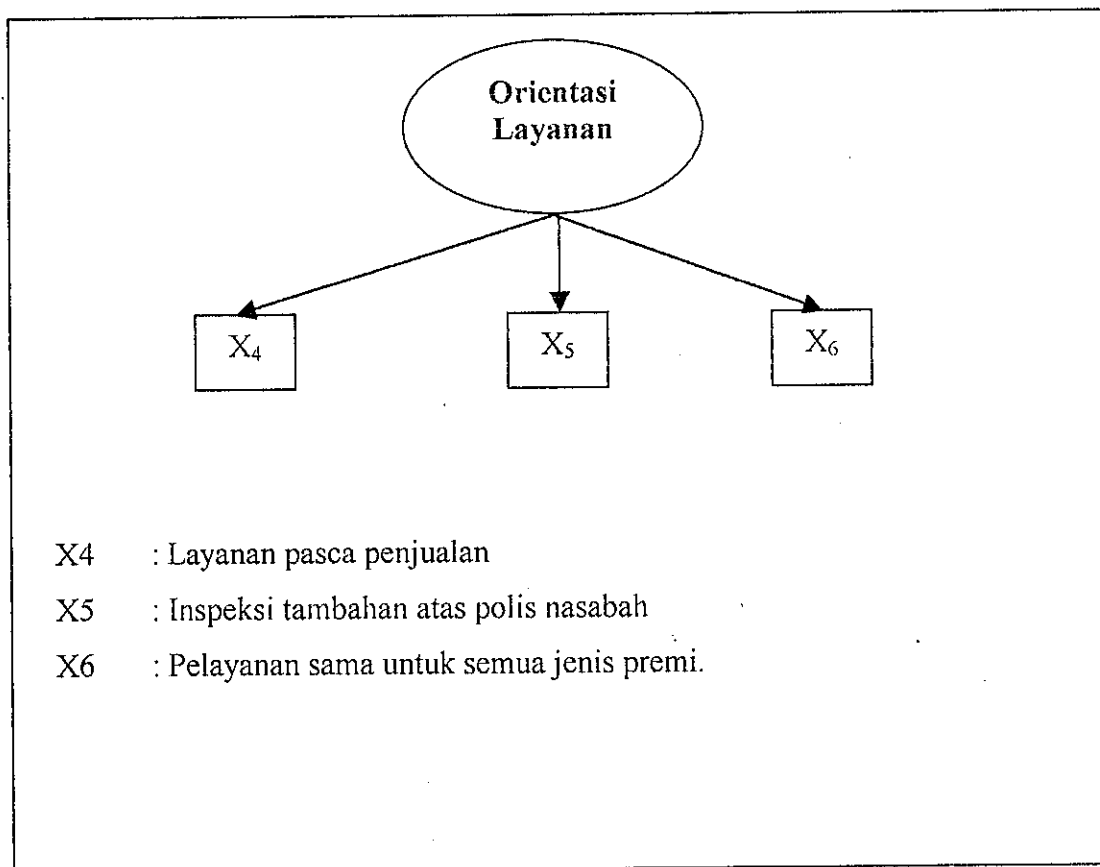 Orientasi
Layanan
X4 X5 X6
X4 : Layanan pasca penjualan
X5 : Inspeksi tambahan atas polis nasabah
X6 : Pelayanan sama untuk semua jenis premi.